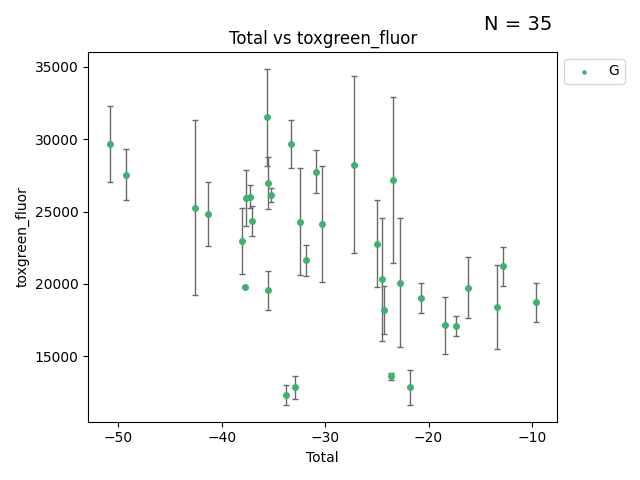 N = 35
Total vs toxgreen_fluor
G
35000
30000
25000
20000
15000
toxgreen_fluor
−50
−40
−30
−20
−10
Total